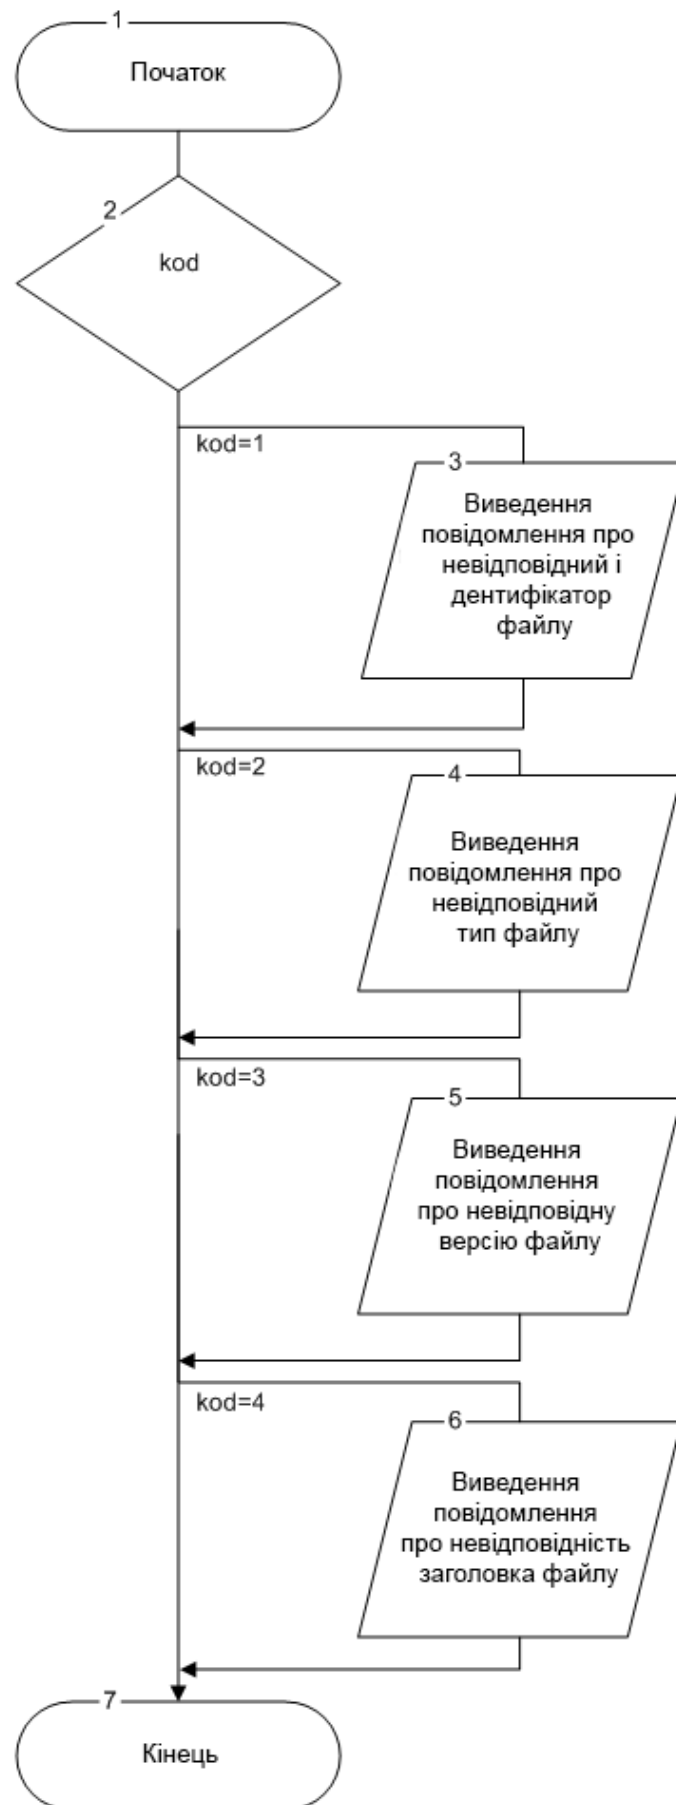 1
Початок
2
kod
kod=1
3
Виведення
повідомлення про
невідповідний і
дентифікатор
файлу
kod=2
4
Виведення
повідомлення про
невідповідний
тип файлу
kod=3
5
Виведення
повідомлення
про невідповідну
версію файлу
kod=4
6
Виведення
повідомлення
про невідповідність
заголовка файлу
7
Кінець